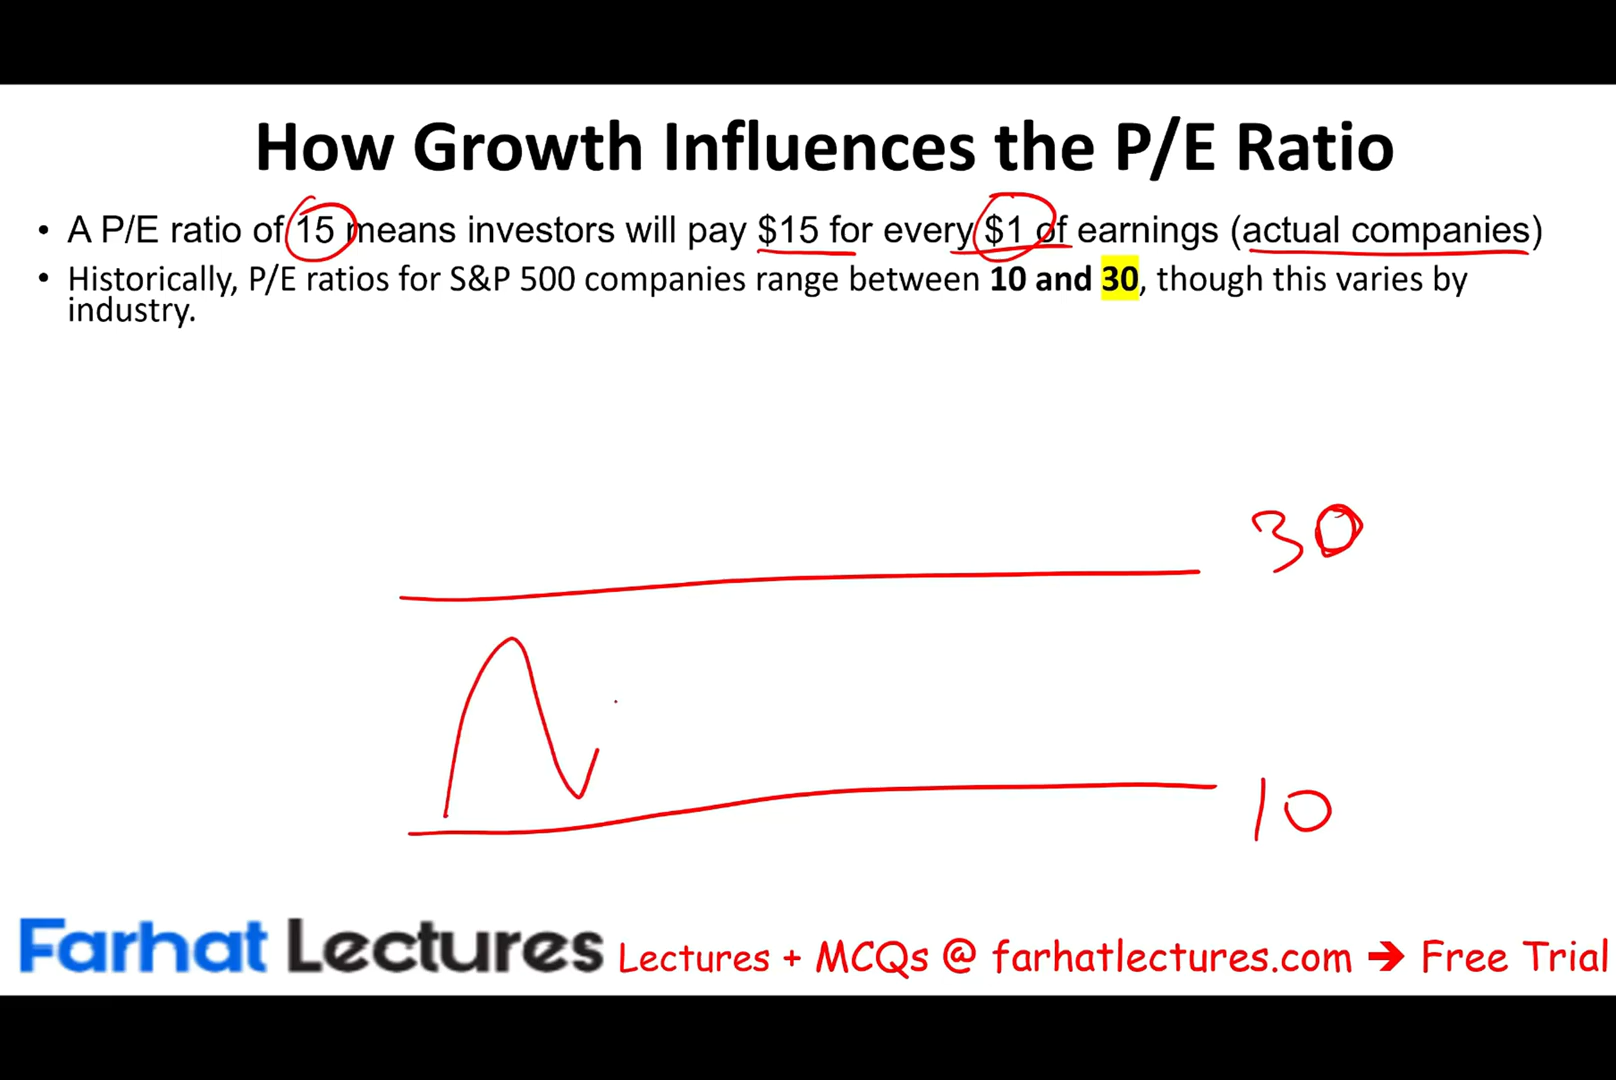 How Growth Influences the P/E Ratio
• A P/E ratio of 15 means investors will pay $15 for every $1 of earnings (actual companies)
• Historically, P/E ratios for S&P 500 companies range between 10 and 30, though this varies by
industry.
30
10
Farhat Lectures Lectures + MCQs @ farhatlectures.com → Free Trial